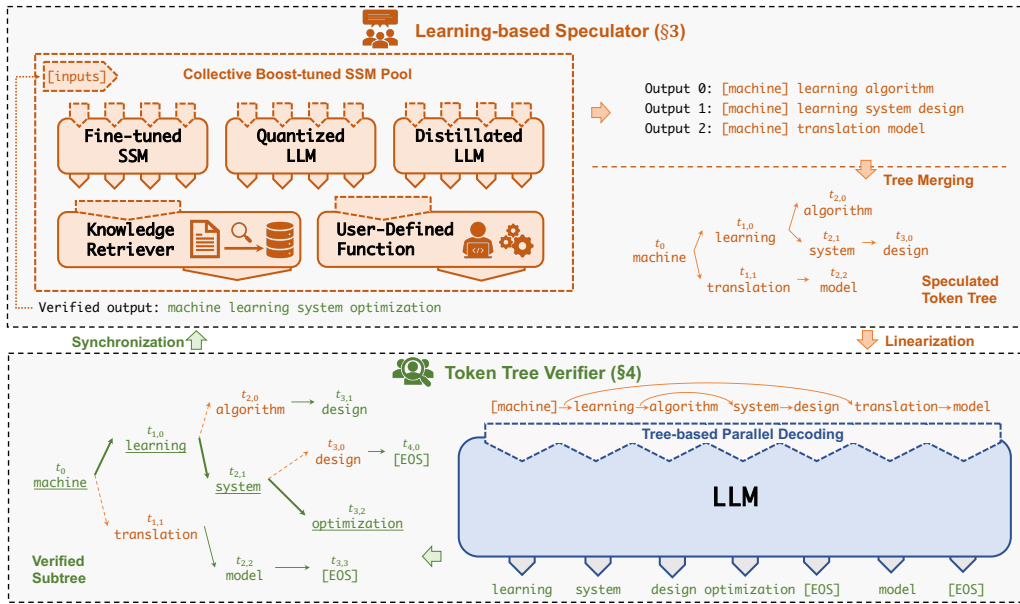 Learning-based Speculator (§3)
[inputs]
Collective Boost-tuned SSM Pool
Fine-tuned
SSM
Quantized
LLM
Distillated
LLM
Knowledge
Retriever
User-Defined
Function
</>
Verified output: machine learning system optimization
Output 0: [machine] learning algorithm
Output 1: [machine] learning system design
Output 2: [machine] translation model
Tree Merging
t2,0
algorithm
t1,0
learning
t0
machine
t2,1
system
t3,0
design
t1,1
translation
t2,2
model
Speculated
Token Tree
Synchronization
Linearization
Token Tree Verifier (§4)
t2,0
algorithm
t3,1
design
t1,0
learning
t3,0
design
t4,0
[EOS]
t0
machine
t2,1
system
t3,2
optimization
t1,1
translation
t2,2
model
t3,3
[EOS]
Verified
Subtree
[machine] learning algorithm system design translation model
Tree-based Parallel Decoding
LLM
learning system design optimization [EOS] model [EOS]